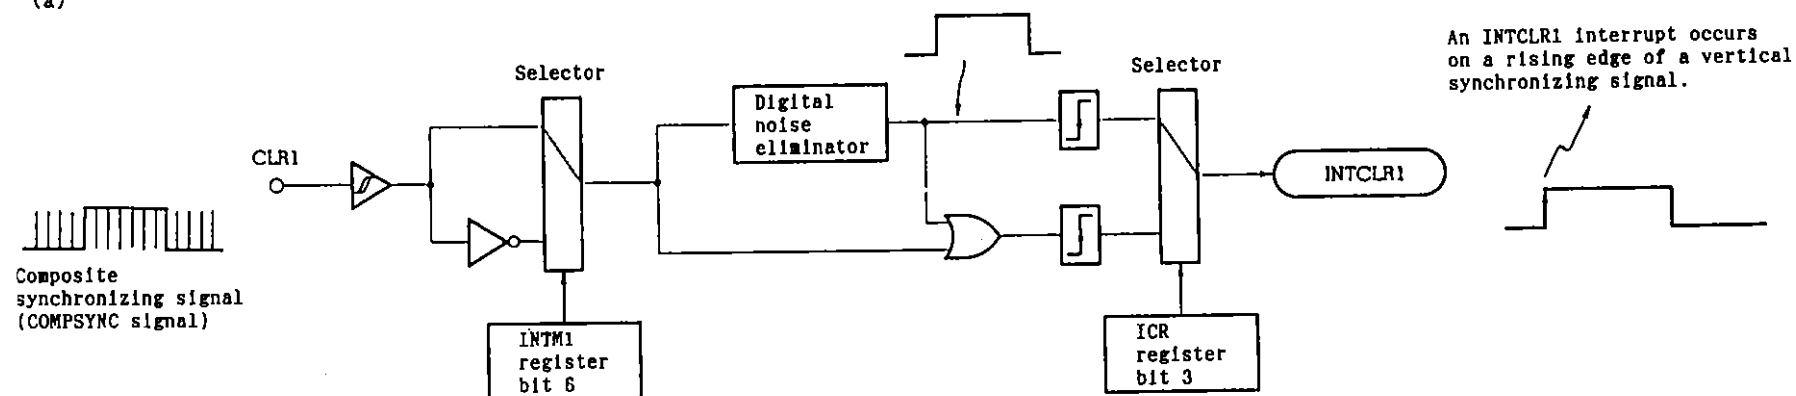 (a)
Selector
Digital
noise
eliminator
Selector
An INTCLR1 interrupt occurs
on a rising edge of a vertical
synchronizing signal.
CLR1
INTCLR1
Composite
synchronizing signal
(COMPSYNC signal)
INTM1
register
bit 6
ICR
register
bit 3